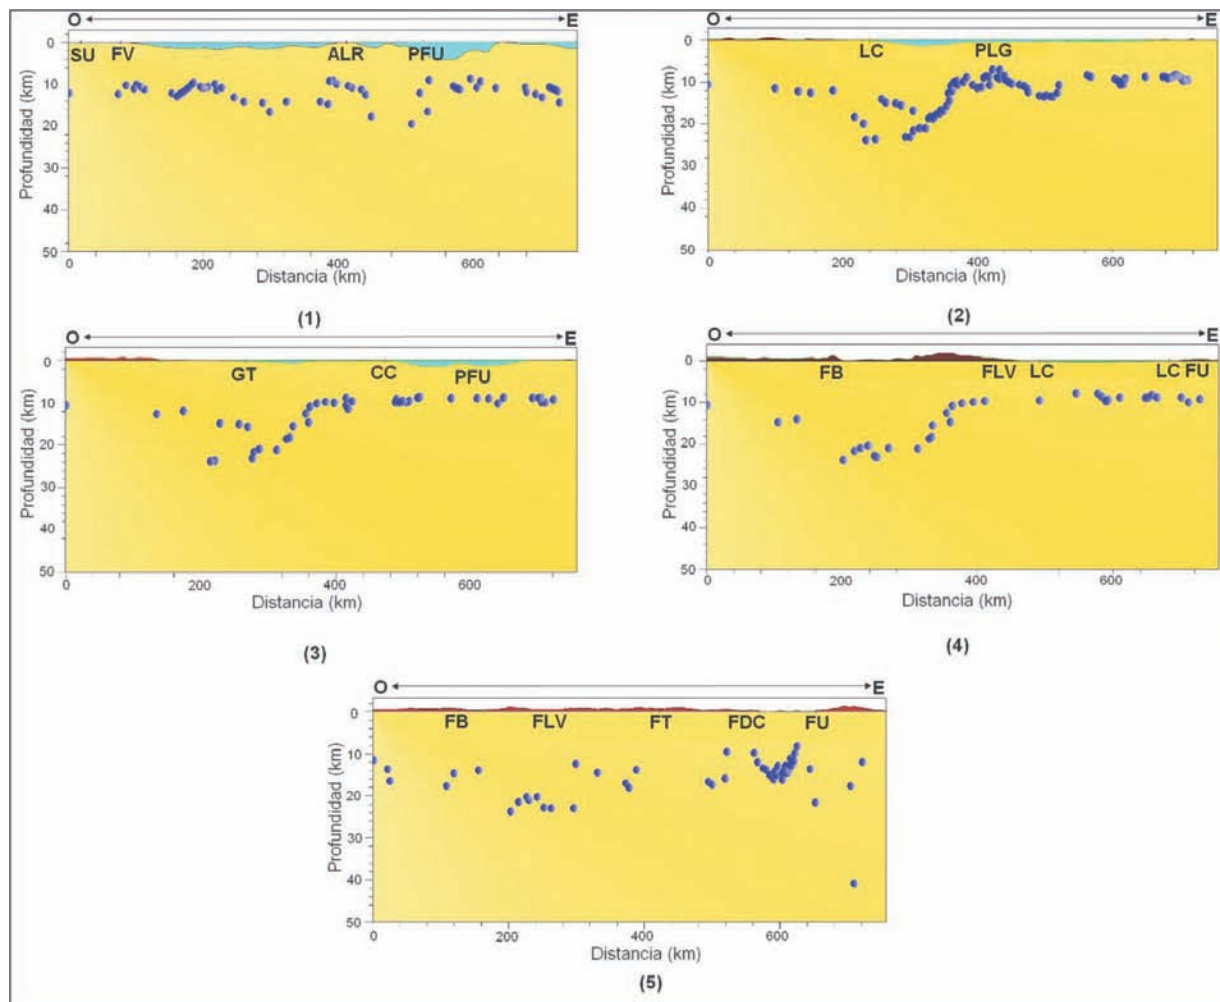 O E
SU FV ALR PFU
0
10
20
30
40
50
Profundidad (km)
0 200 400 600
Distancia (km)
(1)
O E
LC PLG
0
10
20
30
40
50
Profundidad (km)
0 200 400 600
Distancia (km)
(2)
O E
GT CC PFU
0
10
20
30
40
50
Profundidad (km)
0 200 400 600
Distancia (km)
(3)
O E
FB FLV LC LC FU
0
10
20
30
40
50
Profundidad (km)
0 200 400 600
Distancia (km)
(4)
O E
FB FLV FT FDC FU
0
10
20
30
40
50
Profundidad (km)
0 200 400 600
Distancia (km)
(5)